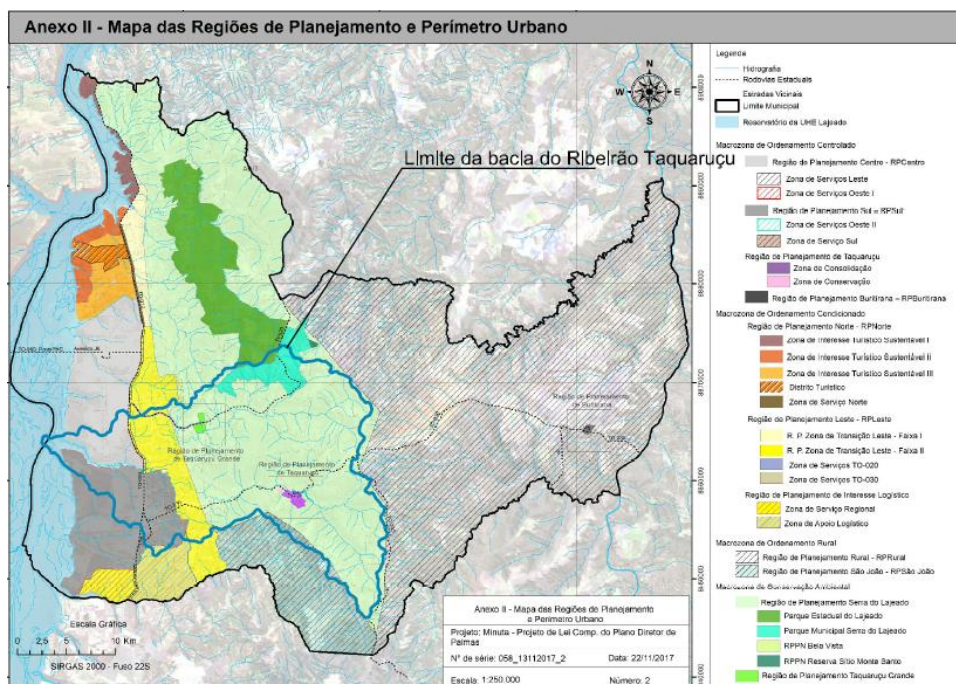 Anexo II - Mapa das Regiões de Planejamento e Perímetro Urbano
N
W E
S
Limite da bacia do Ribeirão Taquaruçu
Região de Planejamento de Buritirana
Região de Planejamento de Taquaruçu Grande
Região de Planejamento de Taquaruçu
Escala Gráfica
0 2,5 5 10 Km
SIRGAS 2000 - Fuso 22S
Anexo II - Mapa das Regiões de Planejamento
e Perímetro Urbano
Projeto: Minuta - Projeto de Lei Comp. do Plano Diretor de
Palmas
N° de série: 058_13112017_2 Data: 22/11/2017
Escala: 1:250.000 Número: 2
Legenda
Hidrografia
Rodovias Estaduais
Estradas Vicinais
Limite Municipal
Reservatório da UHE Lajeado
Macrozona de Ordenamento Controlado
Região de Planejamento Centro - RPCentro
Zona de Serviços Leste
Zona de Serviços Oeste I
Região de Planejamento Sul - RPSul
Zona de Serviços Oeste II
Zona de Serviço Sul
Região de Planejamento de Taquaruçu
Zona de Consolidação
Zona de Conservação
Região de Planejamento Buritirana - RPBuritirana
Macrozona de Ordenamento Condicionado
Região de Planejamento Norte - RPNorte
Zona de Interesse Turístico Sustentável I
Zona de Interesse Turístico Sustentável II
Zona de Interesse Turístico Sustentável III
Distrito Turístico
Zona de Serviço Norte
Região de Planejamento Leste - RPLeste
R. P. Zona de Transição Leste - Faixa I
R. P. Zona de Transição Leste - Faixa II
Zona de Serviços TO-020
Zona de Serviços TO-030
Região de Planejamento de Interesse Logístico
Zona de Serviço Regional
Zona de Apoio Logístico
Macrozona de Ordenamento Rural
Região de Planejamento Rural - RPRural
Região de Planejamento São João - RPSão João
Macrozona de Conservação Ambiental
Região de Planejamento Serra do Lajeado
Parque Estadual do Lajeado
Parque Municipal Serra do Lajeado
RPPN Bela Vista
RPPN Reserva Sítio Monte Santo
Região de Planejamento Taquaruçu Grande